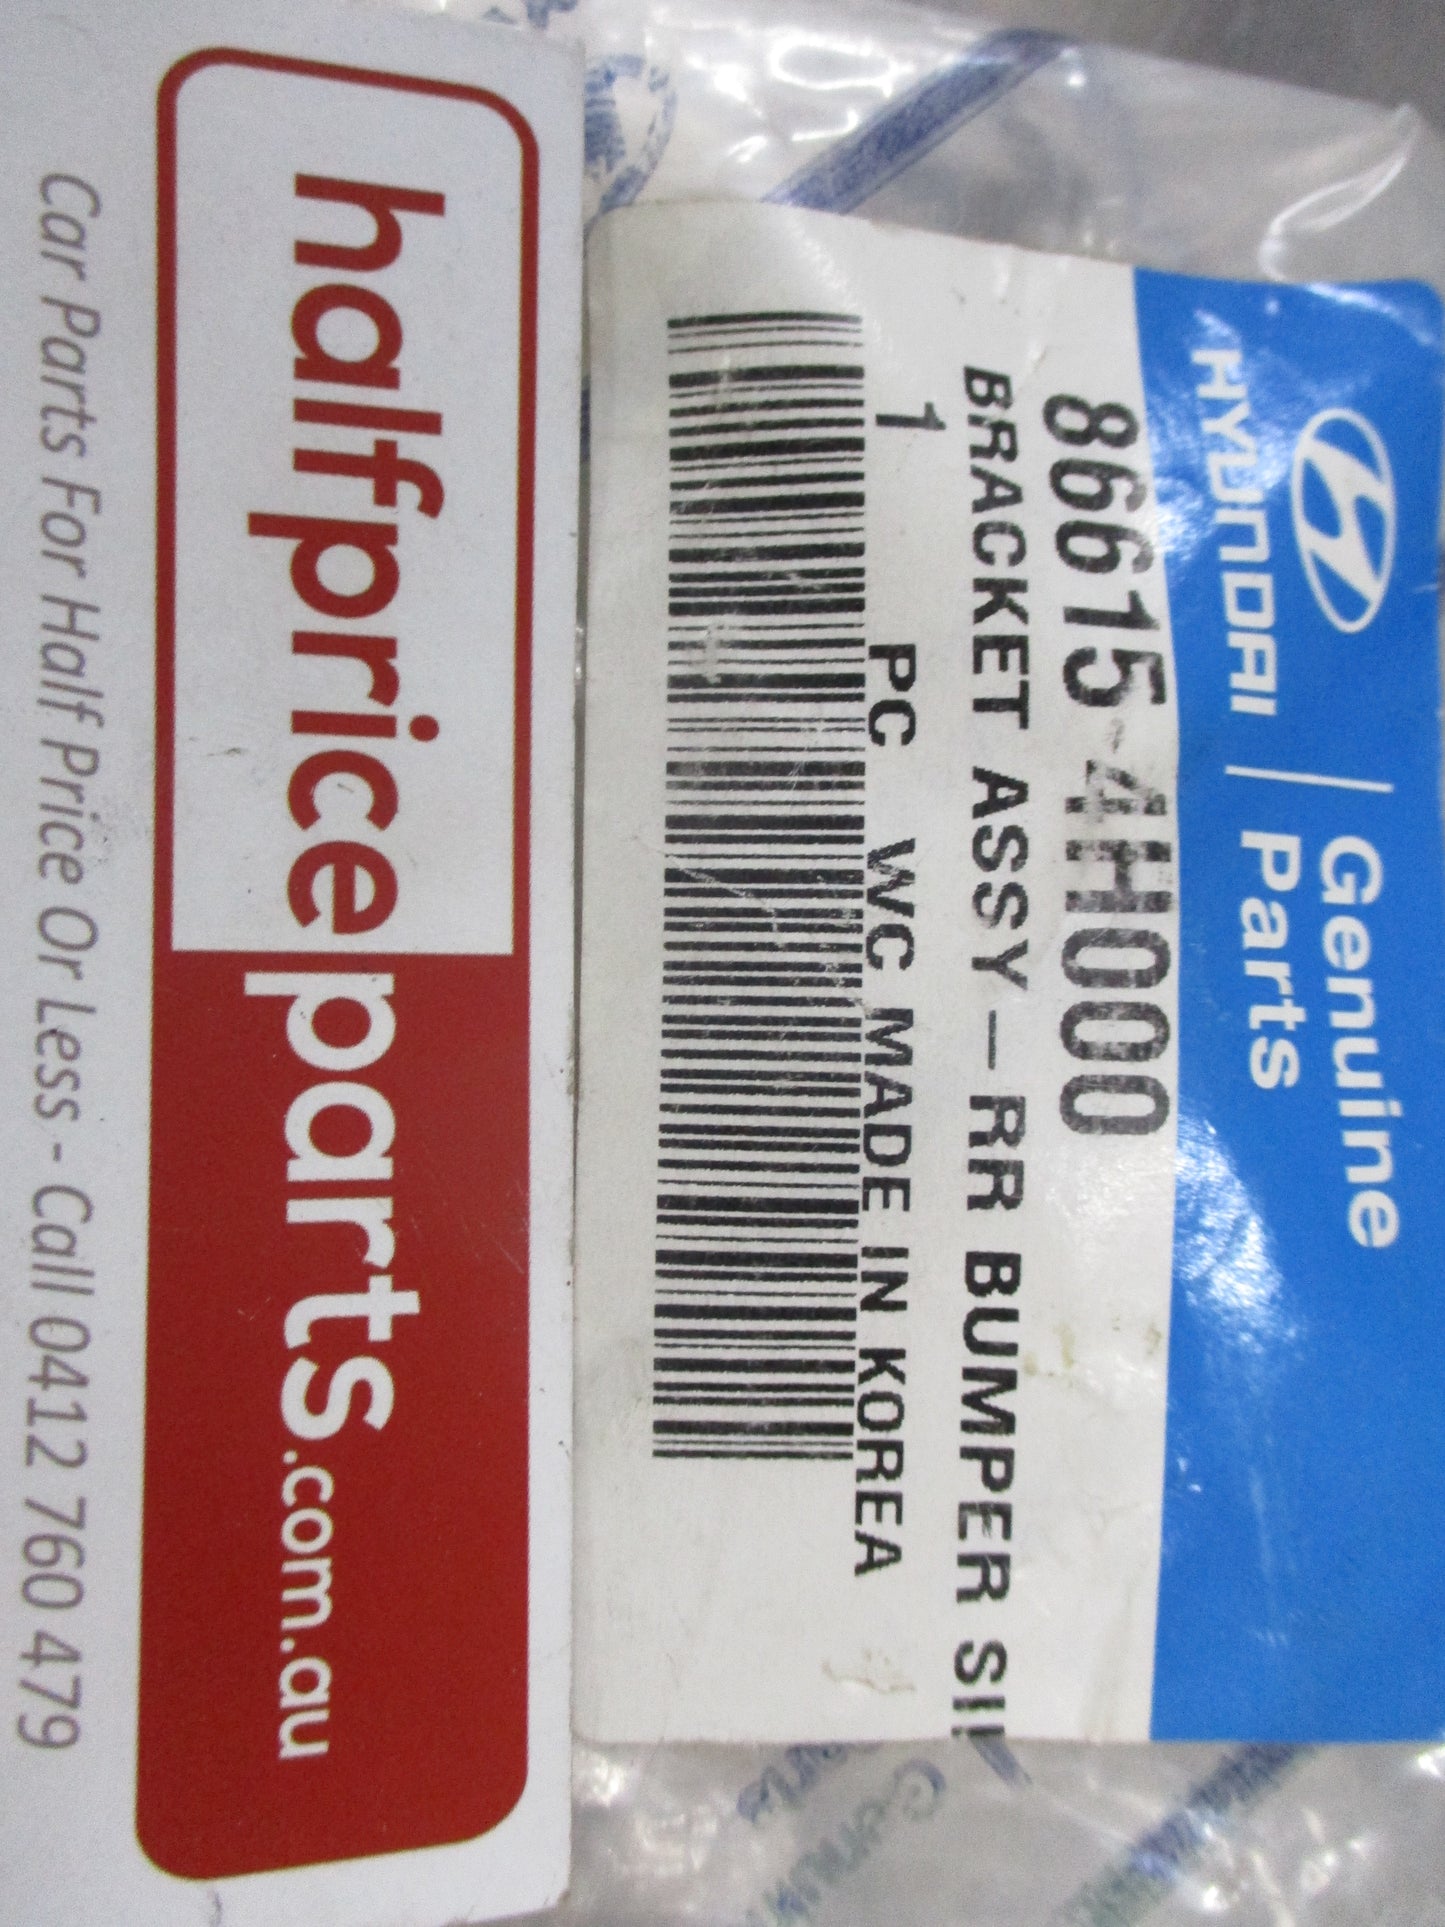 HYUNDAI
Genuine
Parts
86615-4H000
BRACKET ASSY-RR BUMPER
1 PC WC MADE IN KOREA
halfpriceparts.com.au
Car Parts For Half Price Or Less - Call 0412 760 479